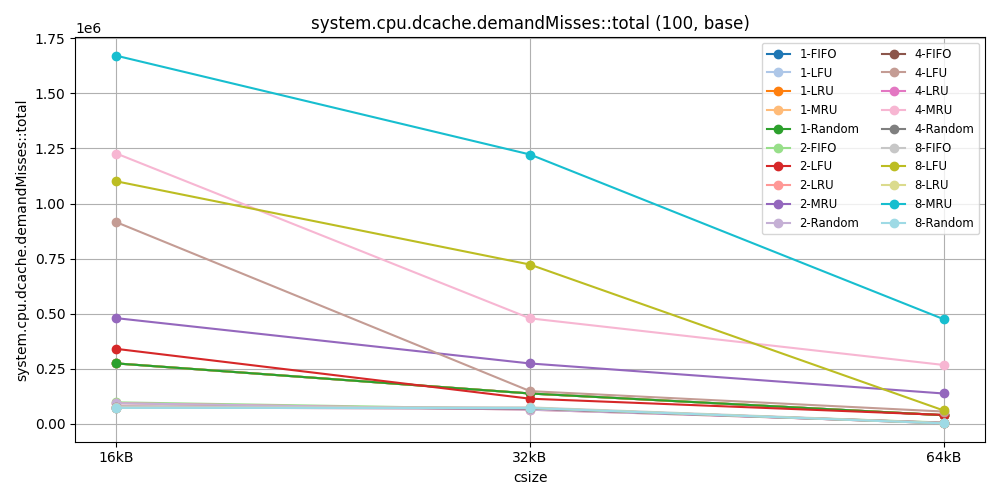 system.cpu.dcache.demandMisses::total (100, base)
1e6
1.75
1.50
1.25
1.00
0.75
0.50
0.25
0.00
system.cpu.dcache.demandMisses::total
16kB
32kB
64kB
csize
1-FIFO
1-LFU
1-LRU
1-MRU
1-Random
2-FIFO
2-LFU
2-LRU
2-MRU
2-Random
4-FIFO
4-LFU
4-LRU
4-MRU
4-Random
8-FIFO
8-LFU
8-LRU
8-MRU
8-Random